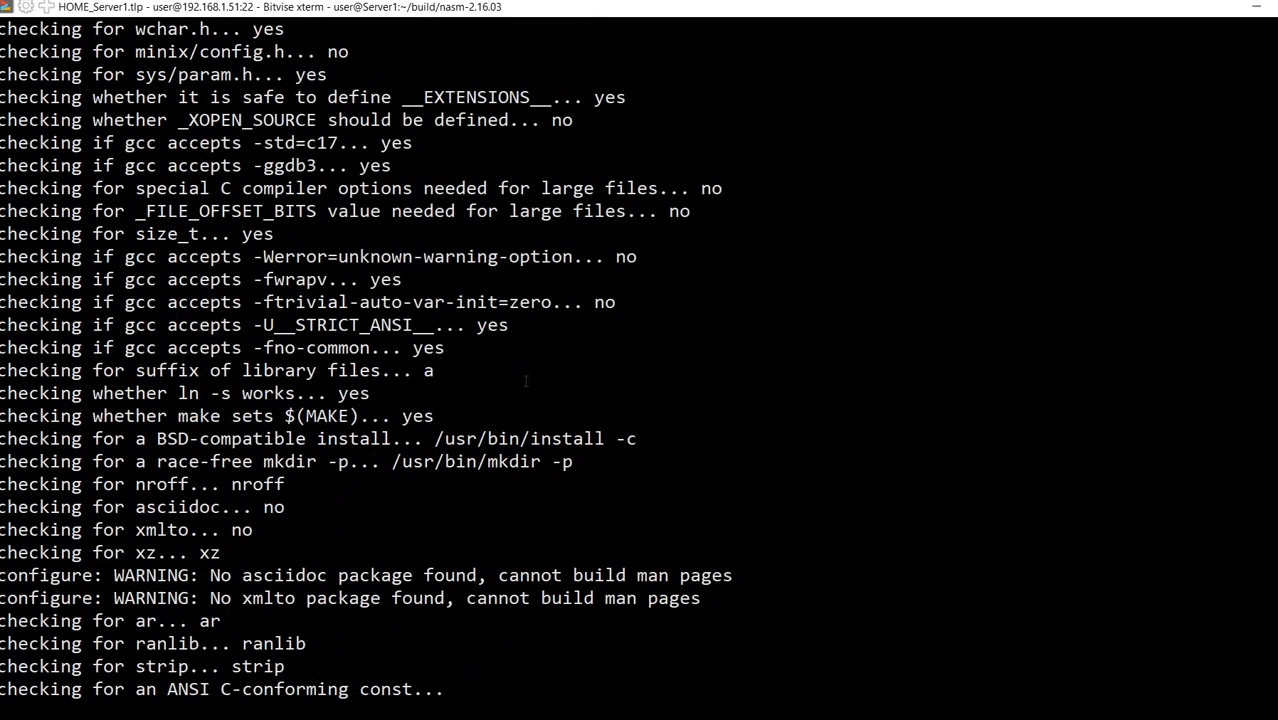 HOME_Server1.tlp - user@192.168.1.51:22 - Bitvise xterm - user@Server1:~/build/nasm-2.16.03
checking for wchar.h... yes
checking for minix/config.h... no
checking for sys/param.h... yes
checking whether it is safe to define __EXTENSIONS__... yes
checking whether _XOPEN_SOURCE should be defined... no
checking if gcc accepts -std=c17... yes
checking if gcc accepts -ggdb3... yes
checking for special C compiler options needed for large files... no
checking for _FILE_OFFSET_BITS value needed for large files... no
checking for size_t... yes
checking if gcc accepts -Werror=unknown-warning-option... no
checking if gcc accepts -fwrapv... yes
checking if gcc accepts -ftrivial-auto-var-init=zero... no
checking if gcc accepts -U__STRICT_ANSI__... yes
checking if gcc accepts -fno-common... yes
checking for suffix of library files... a
checking whether ln -s works... yes
checking whether make sets $(MAKE)... yes
checking for a BSD-compatible install... /usr/bin/install -c
checking for a race-free mkdir -p... /usr/bin/mkdir -p
checking for nroff... nroff
checking for asciidoc... no
checking for xmlto... no
checking for xz... xz
configure: WARNING: No asciidoc package found, cannot build man pages
configure: WARNING: No xmlto package found, cannot build man pages
checking for ar... ar
checking for ranlib... ranlib
checking for strip... strip
checking for an ANSI C-conforming const...